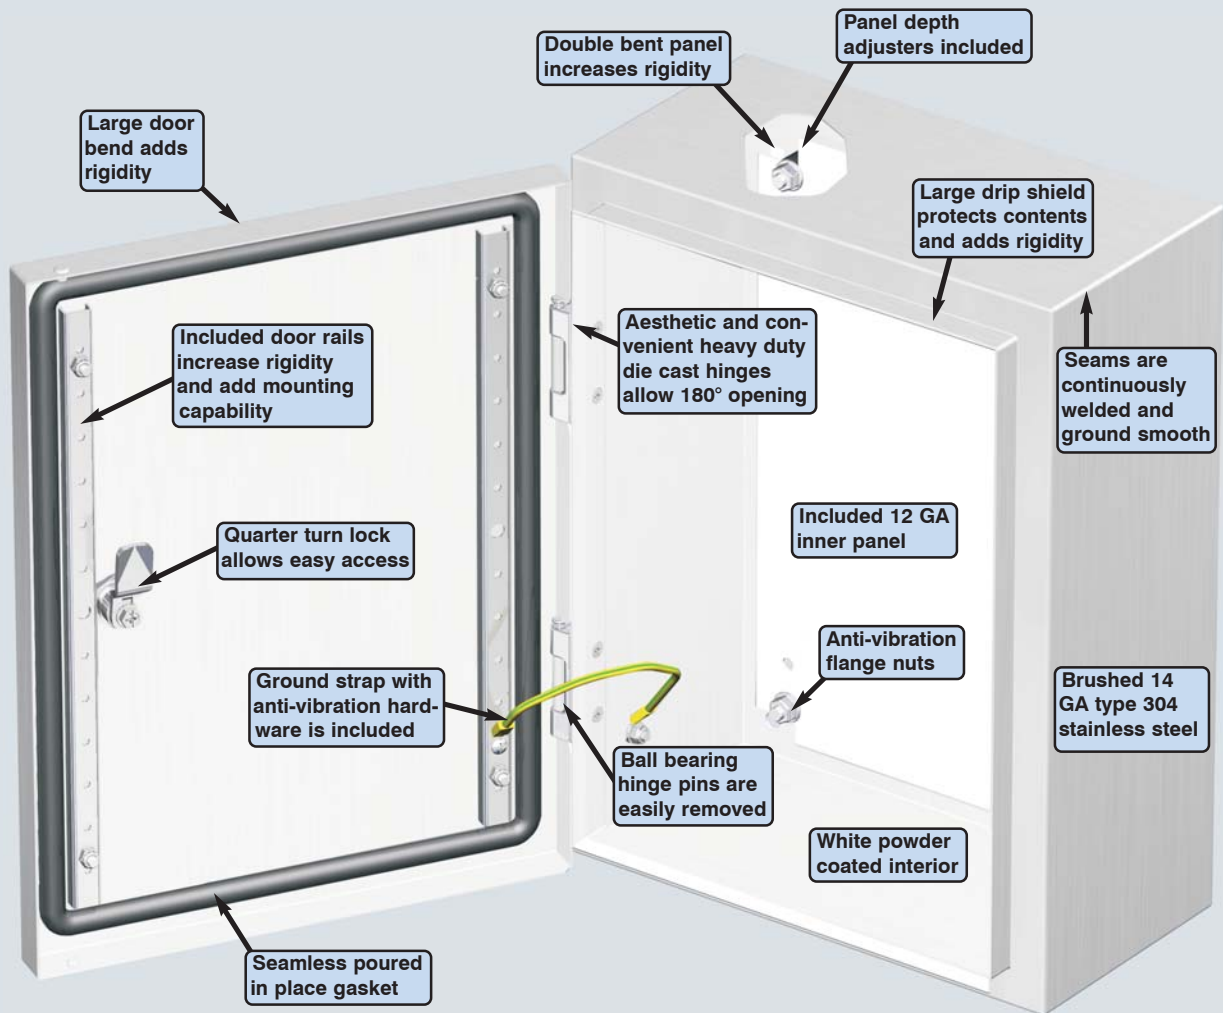 Panel depth
adjusters included
Double bent panel
increases rigidity
Large door
bend adds
rigidity
Large drip shield
protects contents
and adds rigidity
Included door rails
increase rigidity
and add mounting
capability
Aesthetic and con-
venient heavy duty
die cast hinges
allow 180° opening
Seams are
continuously
welded and
ground smooth
Quarter turn lock
allows easy access
Included 12 GA
inner panel
Anti-vibration
flange nuts
Ground strap with
anti-vibration hard-
ware is included
Brushed 14
GA type 304
stainless steel
Ball bearing
hinge pins are
easily removed
White powder
coated interior
Seamless poured
in place gasket